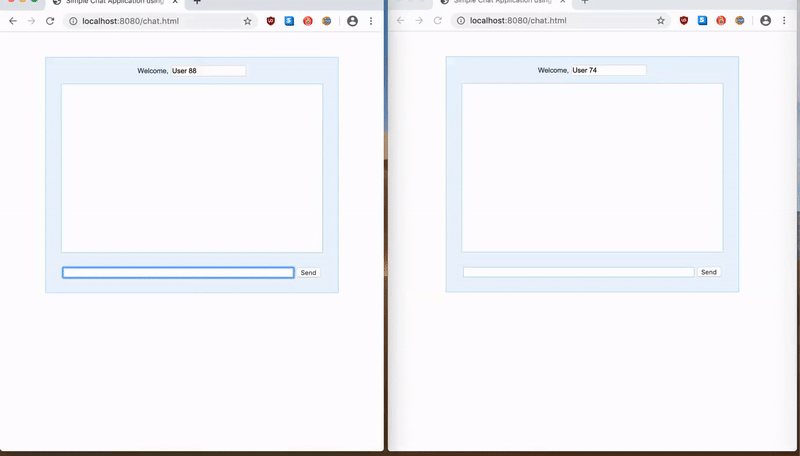 Simple Chat Application using
localhost:8080/chat.html
Welcome, User 88
Send
Simple Chat Application using
localhost:8080/chat.html
Welcome, User 74
Send